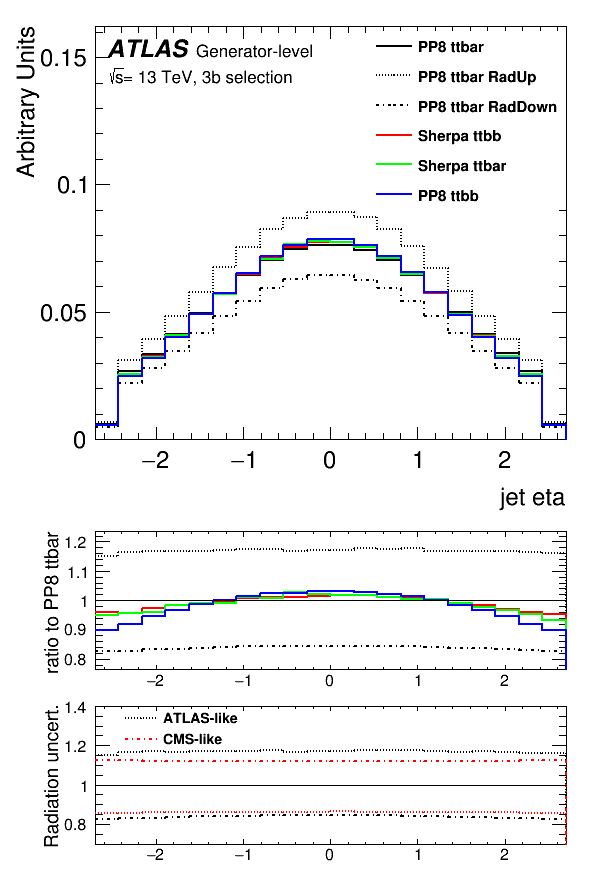 Arbitrary Units
0.15
0.1
0.05
0
ATLAS Generator-level
√s= 13 TeV, 3b selection
PP8 ttbar
PP8 ttbar RadUp
PP8 ttbar RadDown
Sherpa ttbb
Sherpa ttbar
PP8 ttbb
−2 −1 0 1 2
jet eta
ratio to PP8 ttbar
1.2
1.1
1
0.9
0.8
−2 −1 0 1 2
Radiation uncert.
1.4
1.2
1
0.8
ATLAS-like
CMS-like
−2 −1 0 1 2